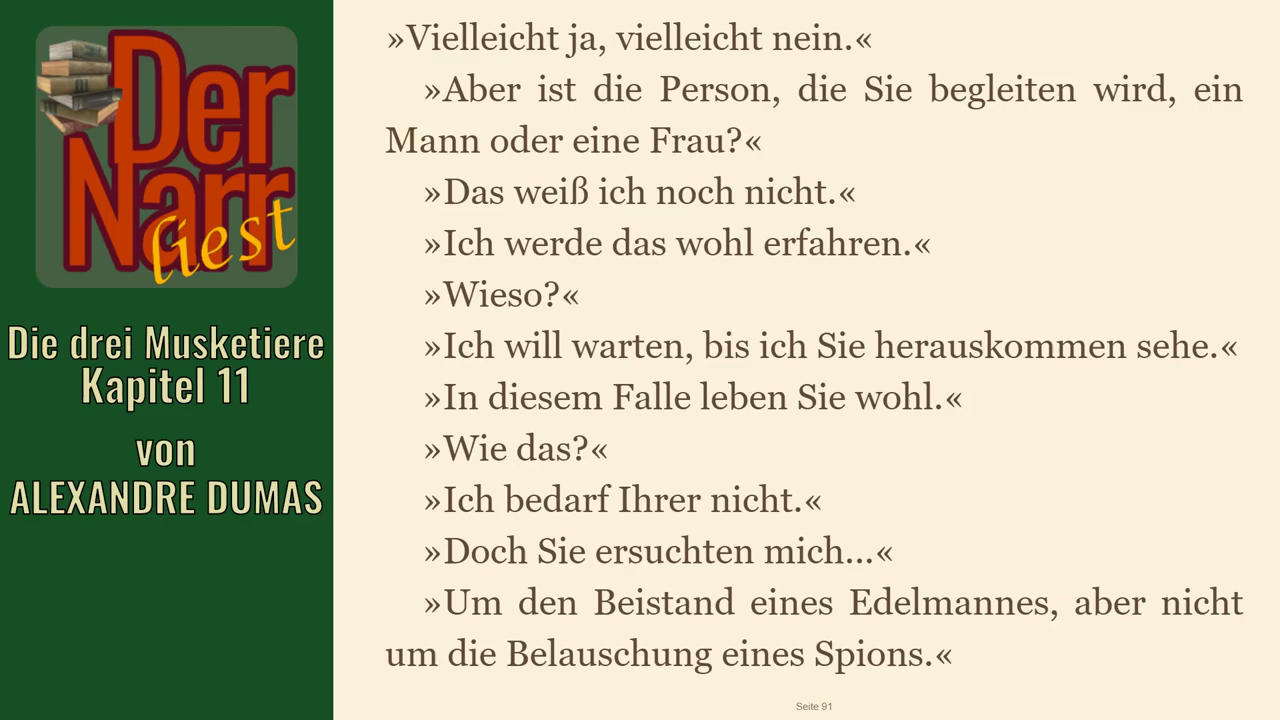 Der
Narr
liest
Die drei Musketiere
Kapitel 11
von
ALEXANDRE DUMAS
»Vielleicht ja, vielleicht nein.«
»Aber ist die Person, die Sie begleiten wird, ein
Mann oder eine Frau?«
»Das weiß ich noch nicht.«
»Ich werde das wohl erfahren.«
»Wieso?«
»Ich will warten, bis ich Sie herauskommen sehe.«
»In diesem Falle leben Sie wohl.«
»Wie das?«
»Ich bedarf Ihrer nicht.«
»Doch Sie ersuchten mich...«
»Um den Beistand eines Edelmannes, aber nicht
um die Belauschung eines Spions.«
Seite 91